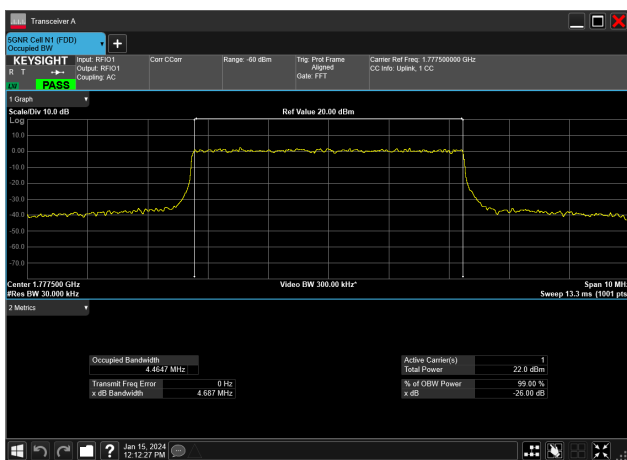 Transceiver A
5GNR Cell N1 (FDD)
Occupied BW
KEYSIGHT Input: RFIO1 Corr CCorr Range: -60 dBm Trig: Prot Frame Carrier Ref Freq: 1.777500000 GHz
R T Output: RFIO1 Aligned CC Info: Uplink, 1 CC
Coupling: AC Gate: FFT
PASS
1 Graph
Scale/Div 10.0 dB Ref Value 20.00 dBm
Log
10.0
0.00
-10.0
-20.0
-30.0
-40.0
-50.0
-60.0
-70.0
Center 1.777500 GHz Video BW 300.00 kHz* Span 10 MHz
#Res BW 30.000 kHz Sweep 13.3 ms (1001 pts
2 Metrics
Occupied Bandwidth Active Carrier(s) 1
4.4647 MHz Total Power 22.0 dBm
Transmit Freq Error 0 Hz % of OBW Power 99.00 %
x dB Bandwidth 4.687 MHz x dB -26.00 dB
Jan 15, 2024
12:12:27 PM